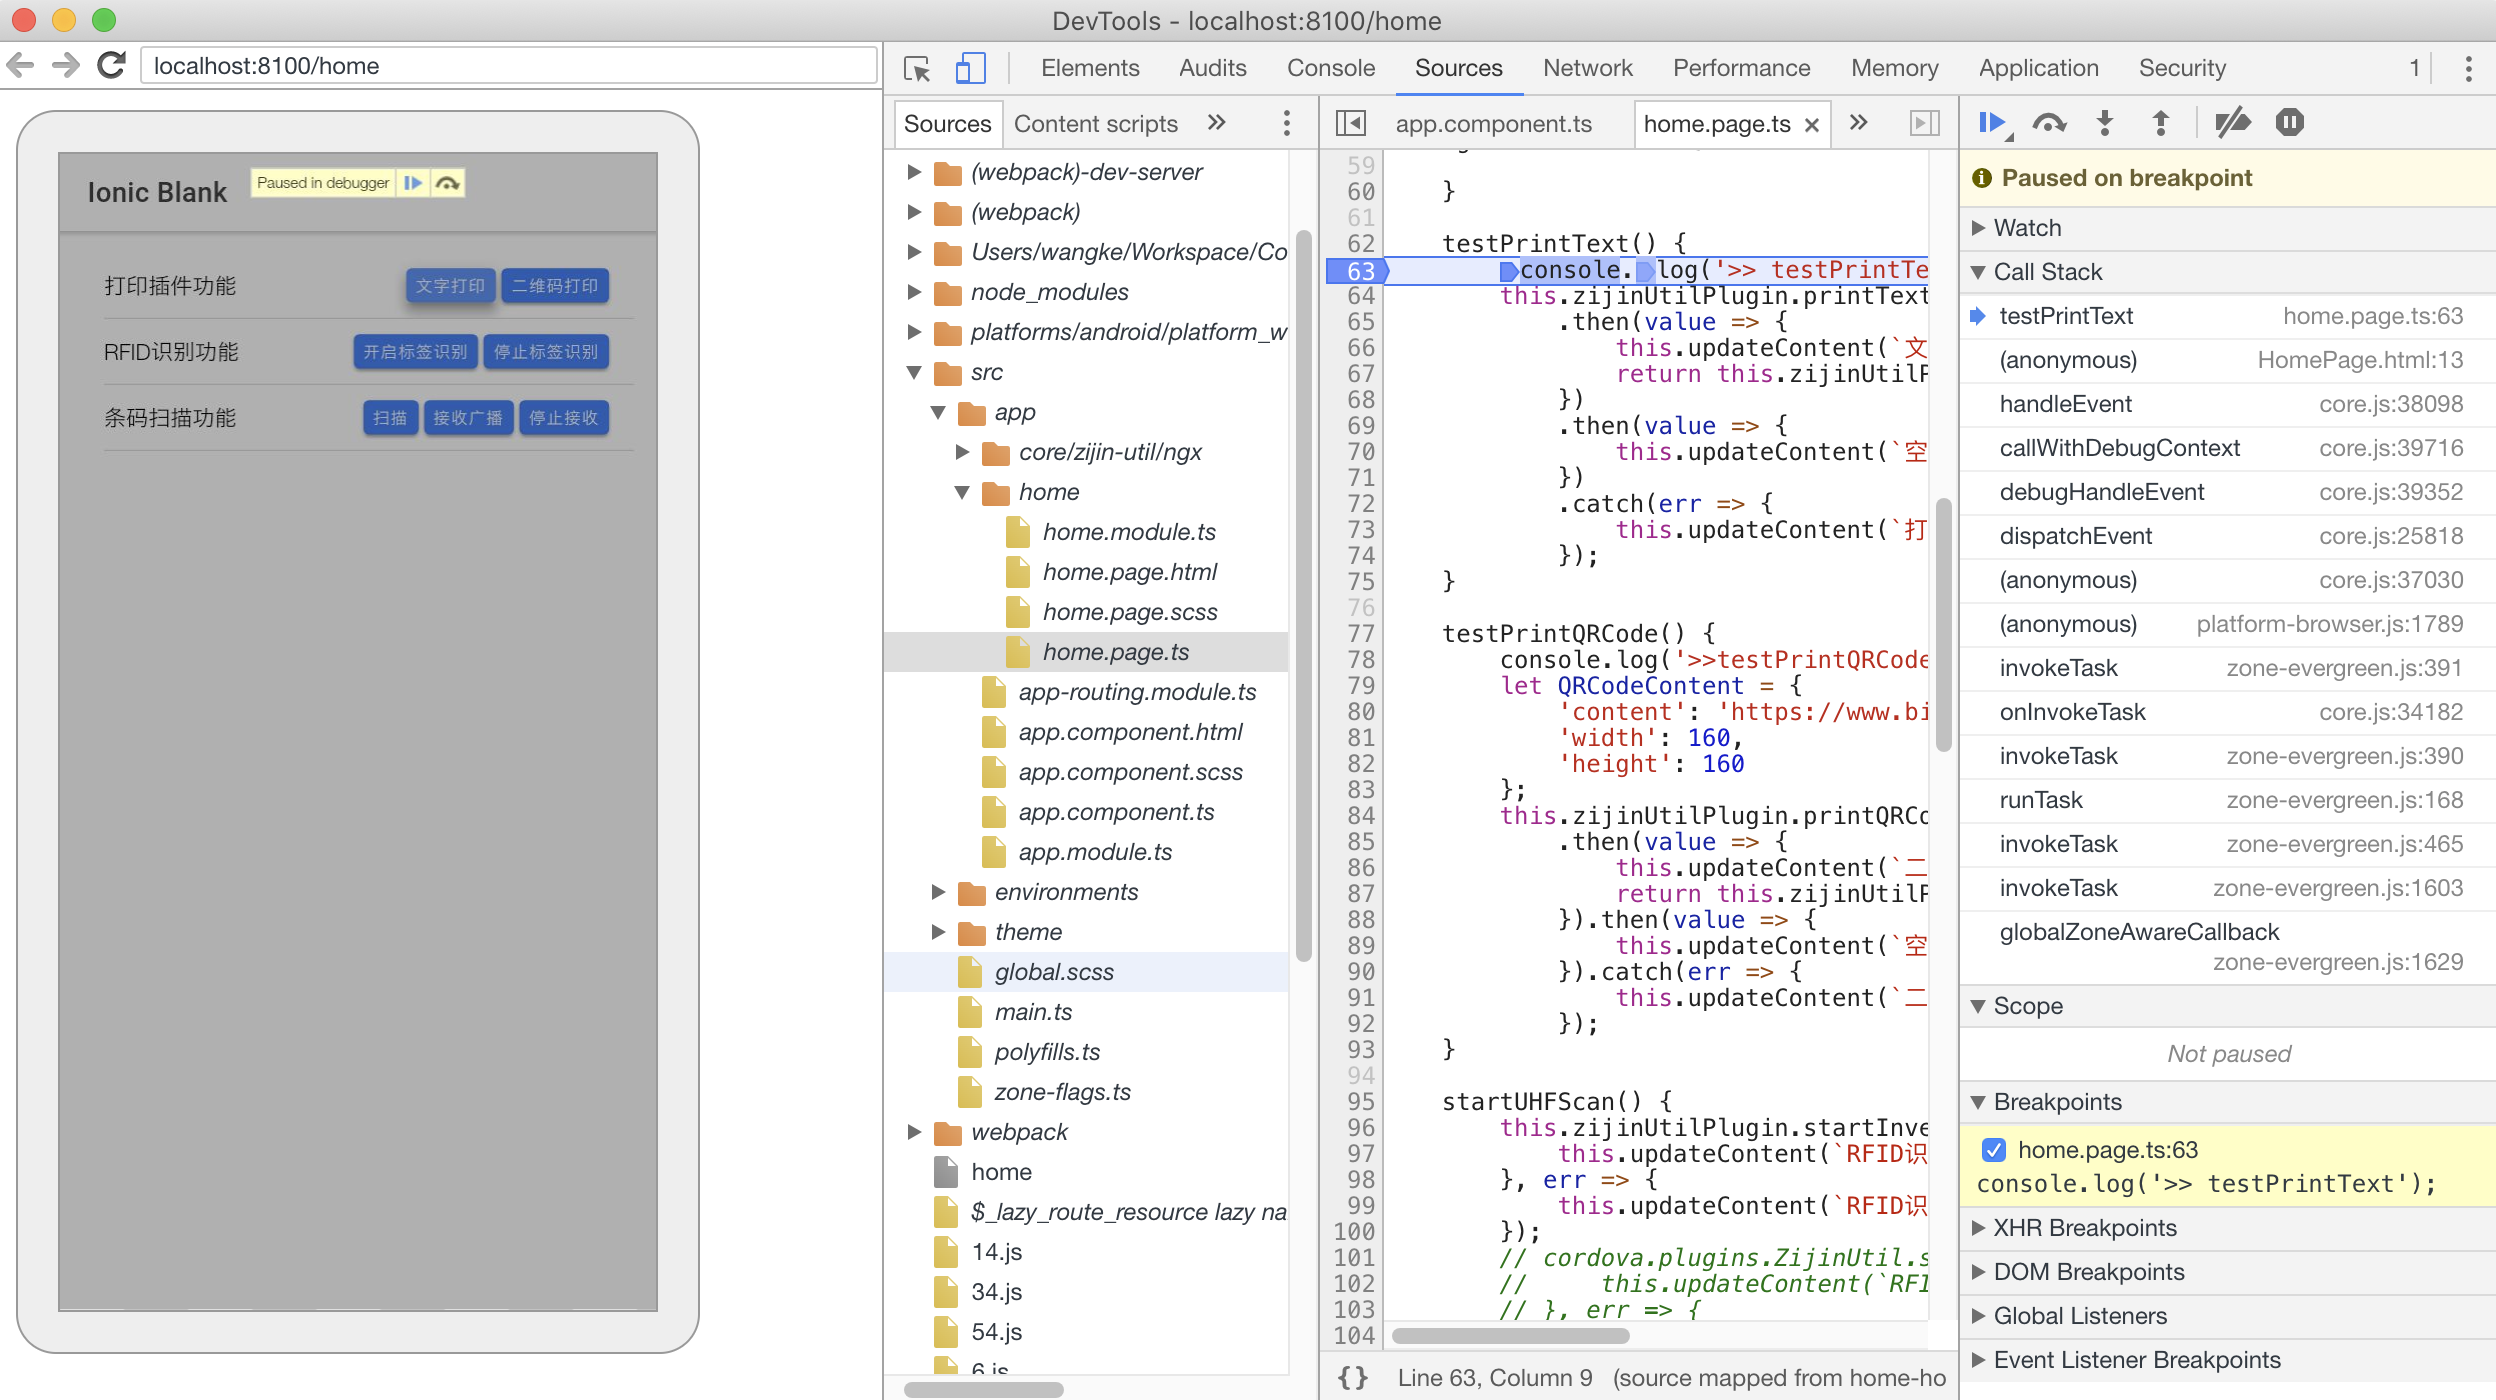 DevTools - localhost:8100/home
localhost:8100/home
Ionic Blank
Paused in debugger
打印插件功能
文字打印
二维码打印
RFID识别功能
开启标签识别
停止标签识别
条码扫描功能
扫描
接收广播
停止接收
Elements
Audits
Console
Sources
Network
Performance
Memory
Application
Security
1
Sources
Content scripts
(webpack)-dev-server
(webpack)
Users/wangke/Workspace/Co
node_modules
platforms/android/platform_w
src
app
core/zijin-util/ngx
home
home.module.ts
home.page.html
home.page.scss
home.page.ts
app-routing.module.ts
app.component.html
app.component.scss
app.component.ts
app.module.ts
environments
theme
global.scss
main.ts
polyfills.ts
zone-flags.ts
webpack
home
$_lazy_route_resource lazy na
14.js
34.js
54.js
6.js
app.component.ts
home.page.ts
59
60 }
61
62 testPrintText() {
63 console.log('>> testPrintTe
64 this.zijinUtilPlugin.printText
65 .then(value => {
66 this.updateContent(`文
67 return this.zijinUtilP
68 })
69 .then(value => {
70 this.updateContent(`空
71 })
72 .catch(err => {
73 this.updateContent(`打
74 });
75 }
76
77 testPrintQRCode() {
78 console.log('>>testPrintQRCode
79 let QRCodeContent = {
80 'content': 'https://www.bi
81 'width': 160,
82 'height': 160
83 };
84 this.zijinUtilPlugin.printQRCo
85 .then(value => {
86 this.updateContent(`二
87 return this.zijinUtilP
88 }).then(value => {
89 this.updateContent(`空
90 }).catch(err => {
91 this.updateContent(`二
92 });
93 }
94
95 startUHFScan() {
96 this.zijinUtilPlugin.startInve
97 this.updateContent(`RFID识
98 }, err => {
99 this.updateContent(`RFID识
100 });
101 // cordova.plugins.ZijinUtil.s
102 // this.updateContent(`RFI
103 // }, err => {
104
{} Line 63, Column 9 (source mapped from home-ho
Paused on breakpoint
Watch
Call Stack
testPrintText home.page.ts:63
(anonymous) HomePage.html:13
handleEvent core.js:38098
callWithDebugContext core.js:39716
debugHandleEvent core.js:39352
dispatchEvent core.js:25818
(anonymous) core.js:37030
(anonymous) platform-browser.js:1789
invokeTask zone-evergreen.js:391
onInvokeTask core.js:34182
invokeTask zone-evergreen.js:390
runTask zone-evergreen.js:168
invokeTask zone-evergreen.js:465
invokeTask zone-evergreen.js:1603
globalZoneAwareCallback
zone-evergreen.js:1629
Scope
Not paused
Breakpoints
home.page.ts:63
console.log('>> testPrintText');
XHR Breakpoints
DOM Breakpoints
Global Listeners
Event Listener Breakpoints